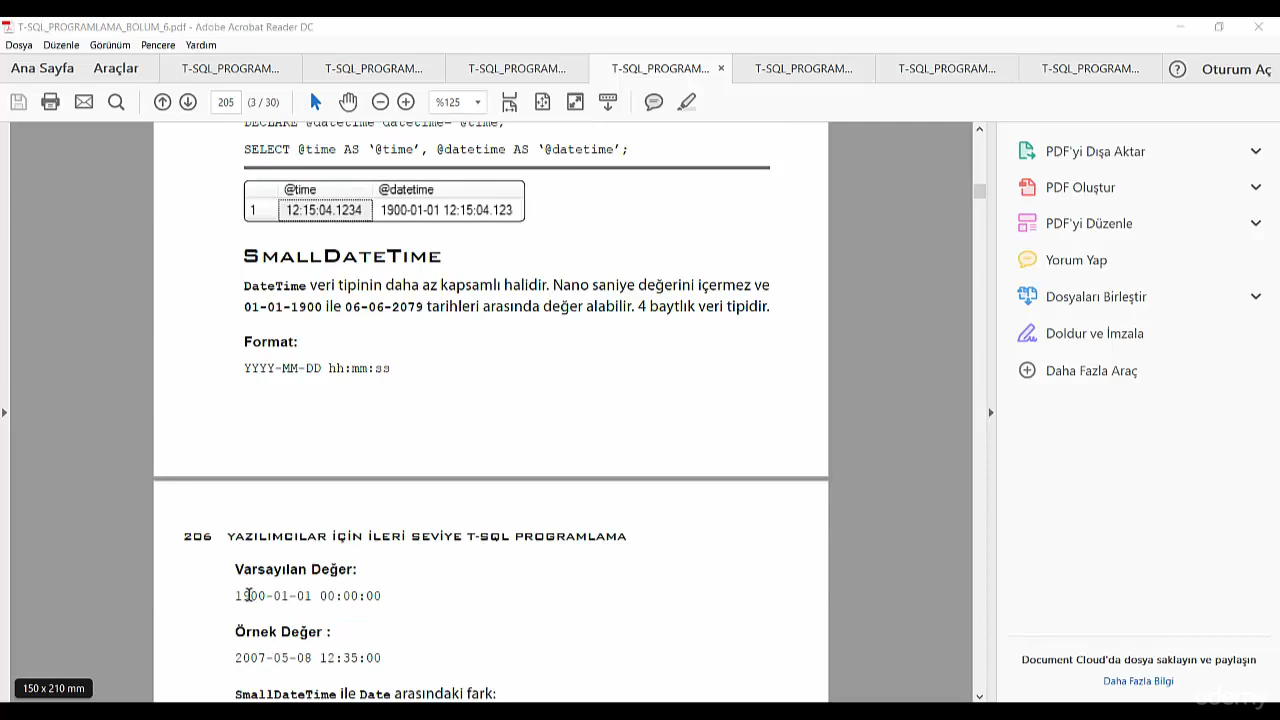 T-SQL_PROGRAMLAMA_BOLUM_6.pdf - Adobe Acrobat Reader DC
Dosya Düzenle Görünüm Pencere Yardım
Ana Sayfa Araçlar T-SQL_PROGRAM... T-SQL_PROGRAM... T-SQL_PROGRAM... T-SQL_PROGRAM... × T-SQL_PROGRAM... T-SQL_PROGRAM... T-SQL_PROGRAM... Oturum Aç
205 (3 / 30) %125
DECLARE @datetime datetime= @time;
SELECT @time AS ‘@time’, @datetime AS ‘@datetime’;
@time @datetime
1 12:15:04.1234 1900-01-01 12:15:04.123
SMALLDATETIME
DateTime veri tipinin daha az kapsamlı halidir. Nano saniye değerini içermez ve
01-01-1900 ile 06-06-2079 tarihleri arasında değer alabilir. 4 baytlık veri tipidir.
Format:
YYYY-MM-DD hh:mm:ss
206 YAZILIMCILAR İÇİN İLERİ SEVİYE T-SQL PROGRAMLAMA
Varsayılan Değer:
1900-01-01 00:00:00
Örnek Değer :
2007-05-08 12:35:00
SmallDateTime ile Date arasındaki fark:
150 x 210 mm
PDF'yi Dışa Aktar
PDF Oluştur
PDF'yi Düzenle
Yorum Yap
Dosyaları Birleştir
Doldur ve İmzala
Daha Fazla Araç
Document Cloud'da dosya saklayın ve paylaşın
Daha Fazla Bilgi
udemy